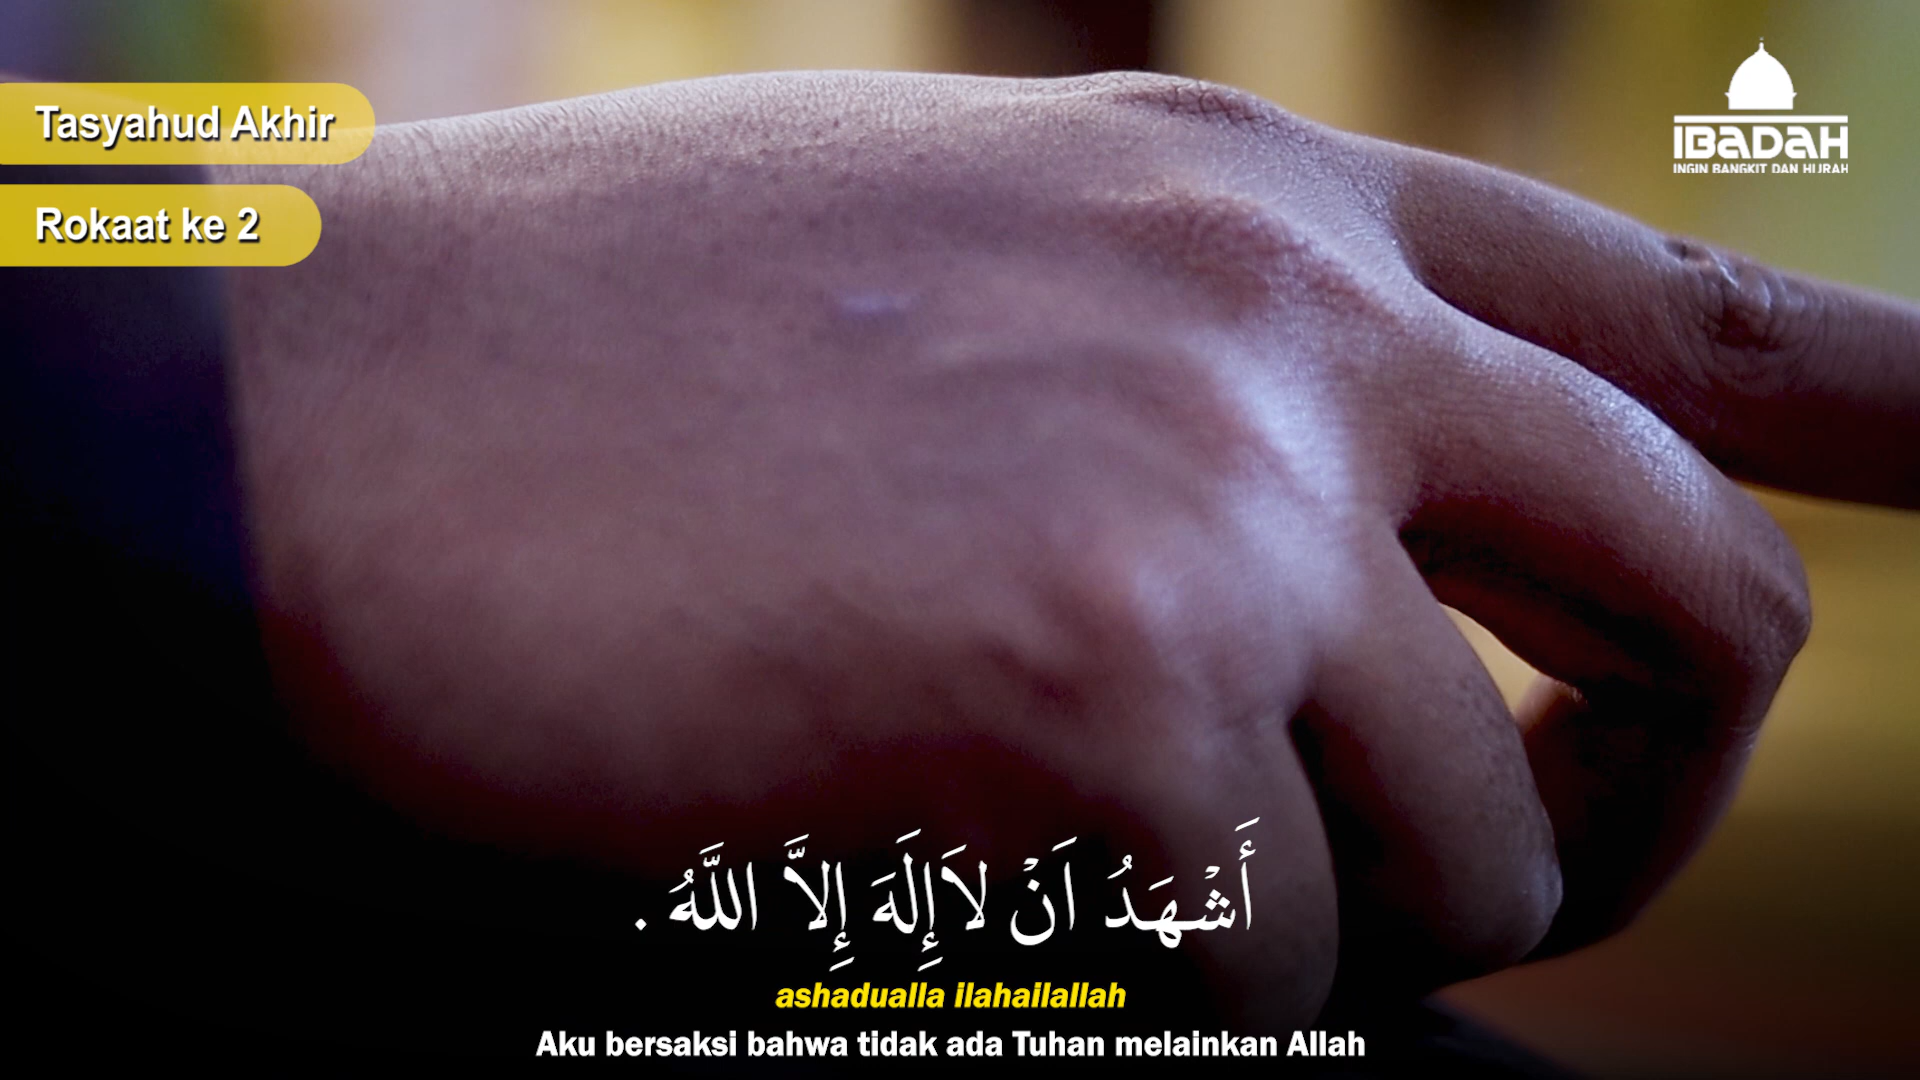 Tasyahud Akhir
IBADAH
INGIN BANGKIT DAN HIJRAH
Rokaat ke 2
أَشْهَدُ اَنْ لاَإِلَهَ إِلاَّ اللَّهُ .
ashadualla ilahailallah
Aku bersaksi bahwa tidak ada Tuhan melainkan Allah